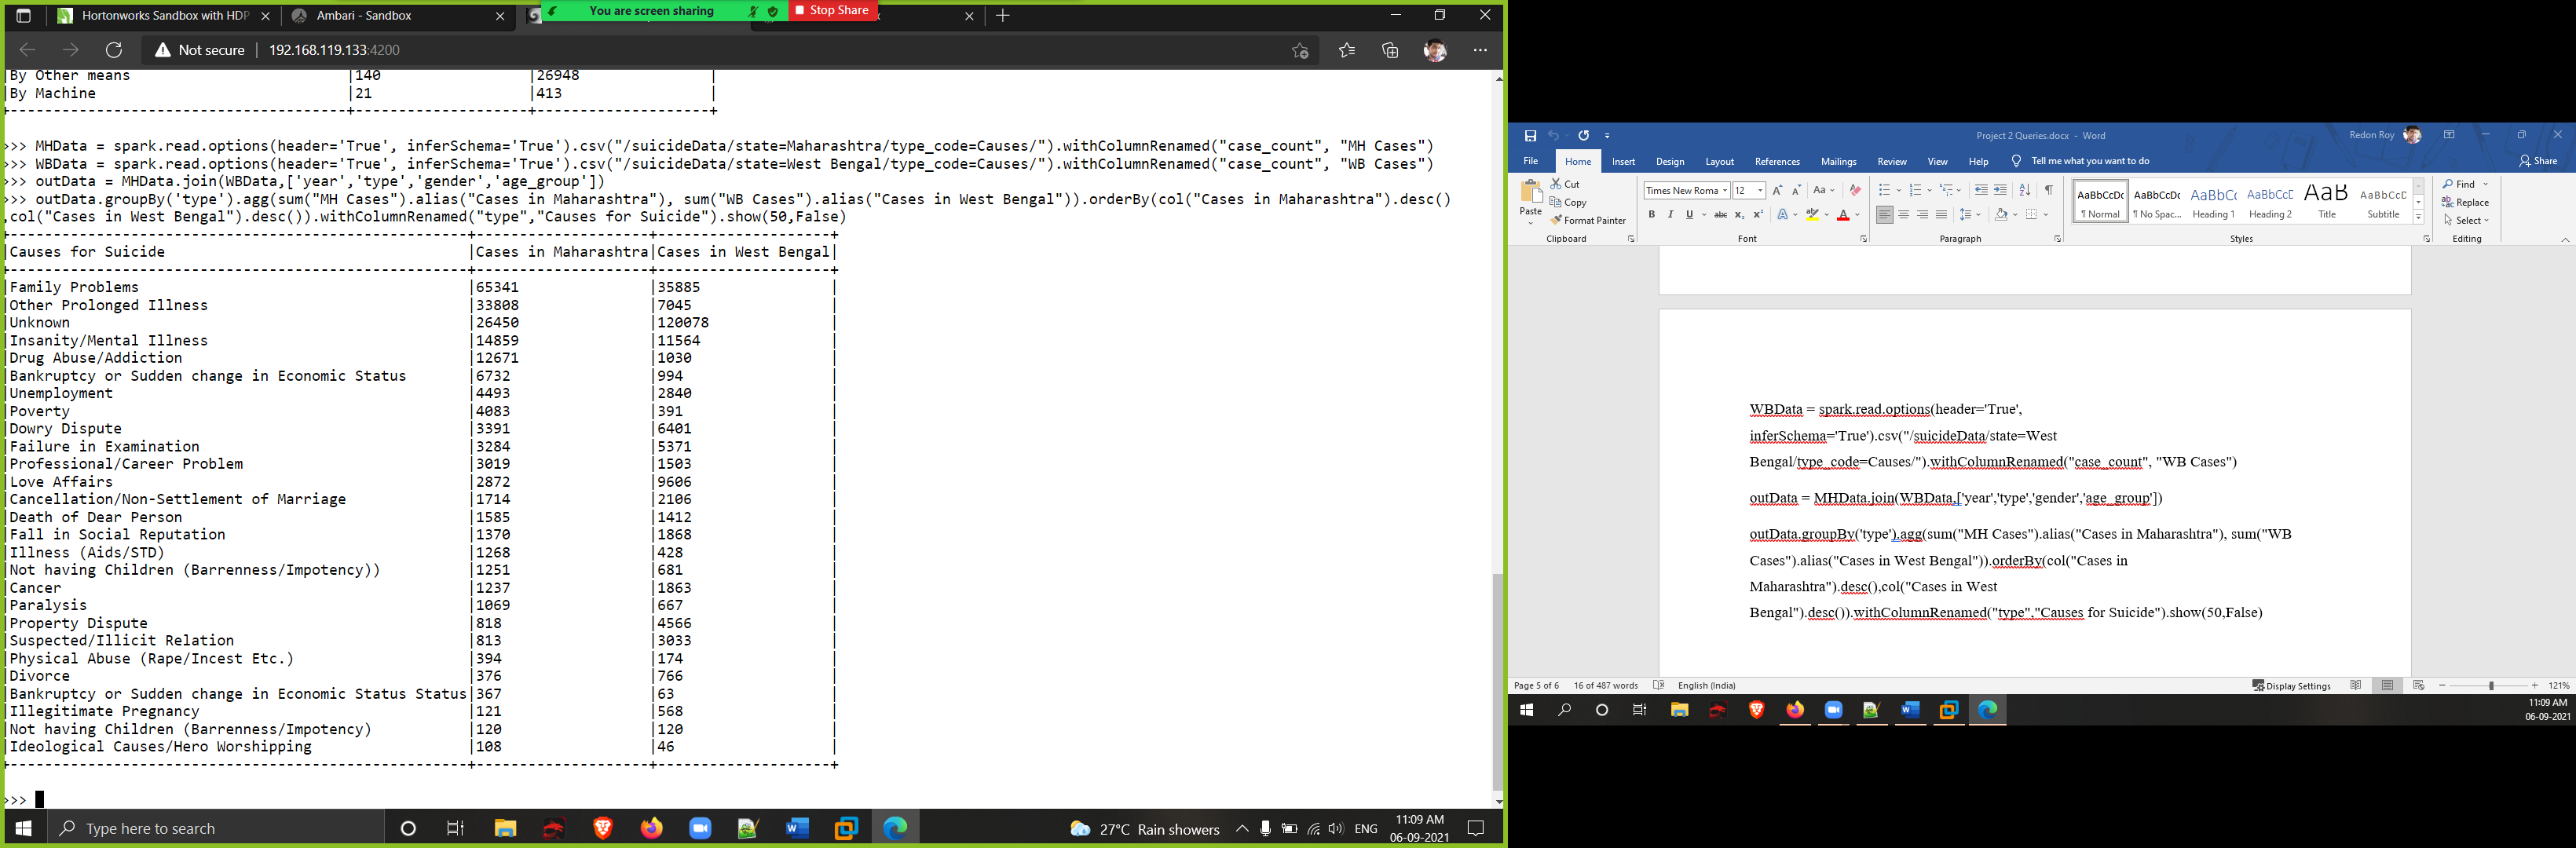 Hortonworks Sandbox with HDP
Ambari - Sandbox
You are screen sharing
Stop Share
Not secure | 192.168.119.133:4200
|By Other means |140 |26948 |
|By Machine |21 |413 |
+----------------------------------------+--------------------+--------------------+
>>> MHData = spark.read.options(header='True', inferSchema='True').csv("/suicideData/state=Maharashtra/type_code=Causes/").withColumnRenamed("case_count", "MH Cases")
>>> WBData = spark.read.options(header='True', inferSchema='True').csv("/suicideData/state=West Bengal/type_code=Causes/").withColumnRenamed("case_count", "WB Cases")
>>> outData = MHData.join(WBData,['year','type','gender','age_group'])
>>> outData.groupBy('type').agg(sum("MH Cases").alias("Cases in Maharashtra"), sum("WB Cases").alias("Cases in West Bengal")).orderBy(col("Cases in Maharashtra").desc()
,col("Cases in West Bengal").desc()).withColumnRenamed("type","Causes for Suicide").show(50,False)
+-----------------------------------------------------+--------------------+--------------------+
|Causes for Suicide |Cases in Maharashtra|Cases in West Bengal|
+-----------------------------------------------------+--------------------+--------------------+
|Family Problems |65341 |35885 |
|Other Prolonged Illness |33808 |7045 |
|Unknown |26450 |120078 |
|Insanity/Mental Illness |14859 |11564 |
|Drug Abuse/Addiction |12671 |1030 |
|Bankruptcy or Sudden change in Economic Status |6732 |994 |
|Unemployment |4493 |2840 |
|Poverty |4083 |391 |
|Dowry Dispute |3391 |6401 |
|Failure in Examination |3284 |5371 |
|Professional/Career Problem |3019 |1503 |
|Love Affairs |2872 |9606 |
|Cancellation/Non-Settlement of Marriage |1714 |2106 |
|Death of Dear Person |1585 |1412 |
|Fall in Social Reputation |1370 |1868 |
|Illness (Aids/STD) |1268 |428 |
|Not having Children (Barrenness/Impotency)) |1251 |681 |
|Cancer |1237 |1863 |
|Paralysis |1069 |667 |
|Property Dispute |818 |4566 |
|Suspected/Illicit Relation |813 |3033 |
|Physical Abuse (Rape/Incest Etc.) |394 |174 |
|Divorce |376 |766 |
|Bankruptcy or Sudden change in Economic Status Status|367 |63 |
|Illegitimate Pregnancy |121 |568 |
|Not having Children (Barrenness/Impotency) |120 |120 |
|Ideological Causes/Hero Worshipping |108 |46 |
+-----------------------------------------------------+--------------------+--------------------+
>>>
Type here to search
27°C Rain showers
ENG
11:09 AM
06-09-2021
Project 2 Queries.docx - Word
Redon Roy
File Home Insert Design Layout References Mailings Review View Help Tell me what you want to do Share
Paste
Cut
Copy
Format Painter
Clipboard
Times New Roma 12
Aa
B I U abc x₂ x²
Font
Paragraph
AaBbCcDc AaBbCcDc AaBbCc AaBbCcE AaB AaBbCcD
¶ Normal ¶ No Spac... Heading 1 Heading 2 Title Subtitle
Styles
Find
Replace
Select
Editing
WBData = spark.read.options(header='True',
inferSchema='True').csv("/suicideData/state=West
Bengal/type_code=Causes/").withColumnRenamed("case_count", "WB Cases")
outData = MHData.join(WBData,['year','type','gender','age_group'])
outData.groupBy('type').agg(sum("MH Cases").alias("Cases in Maharashtra"), sum("WB
Cases").alias("Cases in West Bengal")).orderBy(col("Cases in
Maharashtra").desc(),col("Cases in West
Bengal").desc()).withColumnRenamed("type","Causes for Suicide").show(50,False)
Page 5 of 6 16 of 487 words English (India)
Display Settings
121%
11:09 AM
06-09-2021